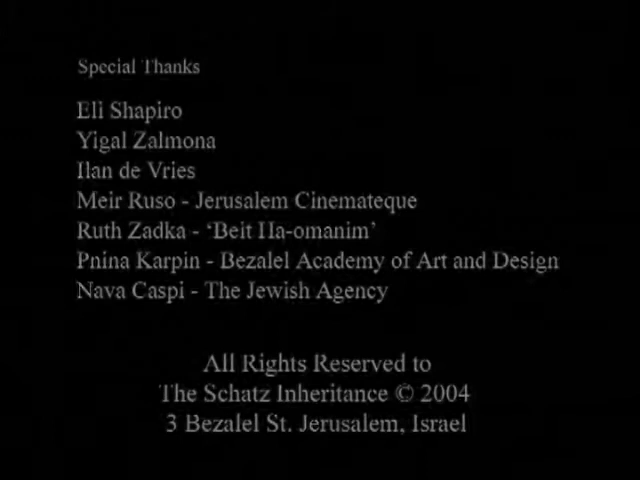 Special Thanks
Eli Shapiro
Yigal Zalmona
Ilan de Vries
Meir Ruso - Jerusalem Cinemateque
Ruth Zadka - ‘Beit Ha-omanim’
Pnina Karpin - Bezalel Academy of Art and Design
Nava Caspi - The Jewish Agency
All Rights Reserved to
The Schatz Inheritance © 2004
3 Bezalel St. Jerusalem, Israel